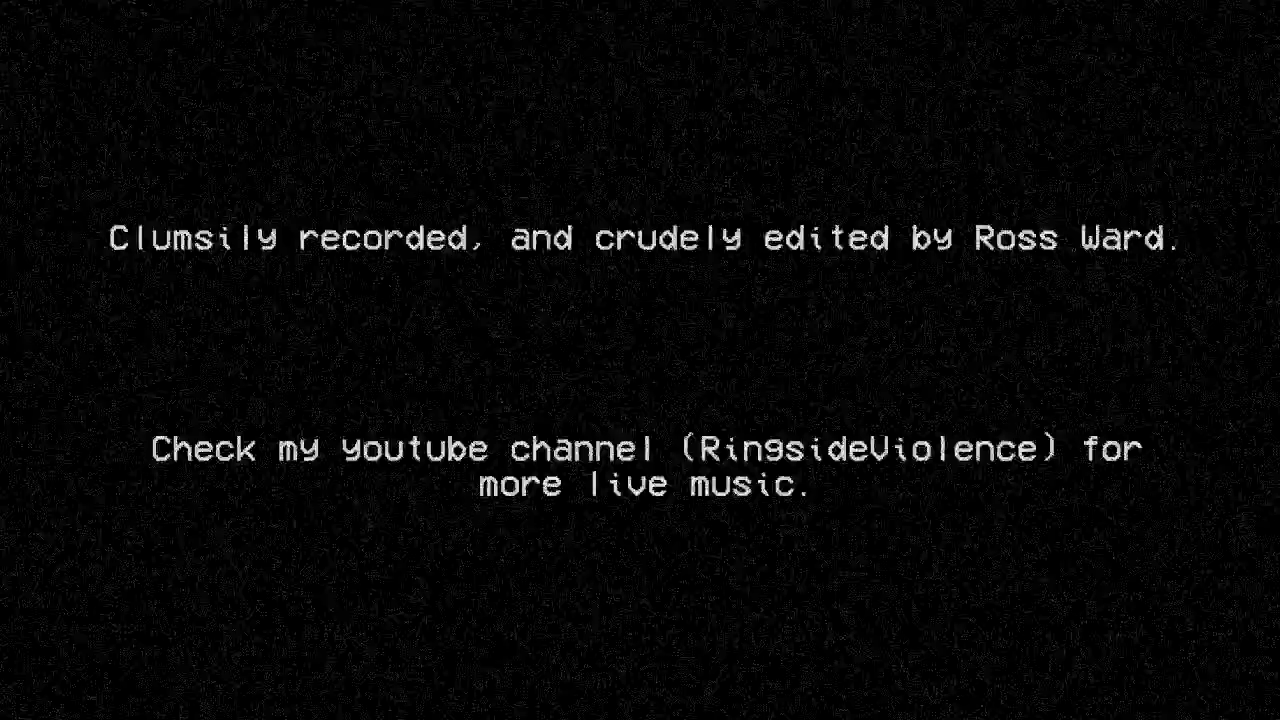 Clumsily recorded, and crudely edited by Ross Ward.
Check my youtube channel (RingsideViolence) for
more live music.